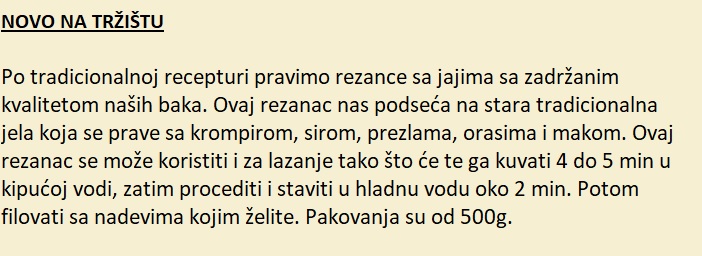 NOVO NA TRŽIŠTU
Po tradicionalnoj recepturi pravimo rezance sa jajima sa zadržanim
kvalitetom naših baka. Ovaj rezanac nas podseća na stara tradicionalna
jela koja se prave sa krompirom, sirom, prezlama, orasima i makom. Ovaj
rezanac se može koristiti i za lazanje tako što će te ga kuvati 4 do 5 min u
kipućoj vodi, zatim procediti i staviti u hladnu vodu oko 2 min. Potom
filovati sa nadevima kojim želite. Pakovanja su od 500g.